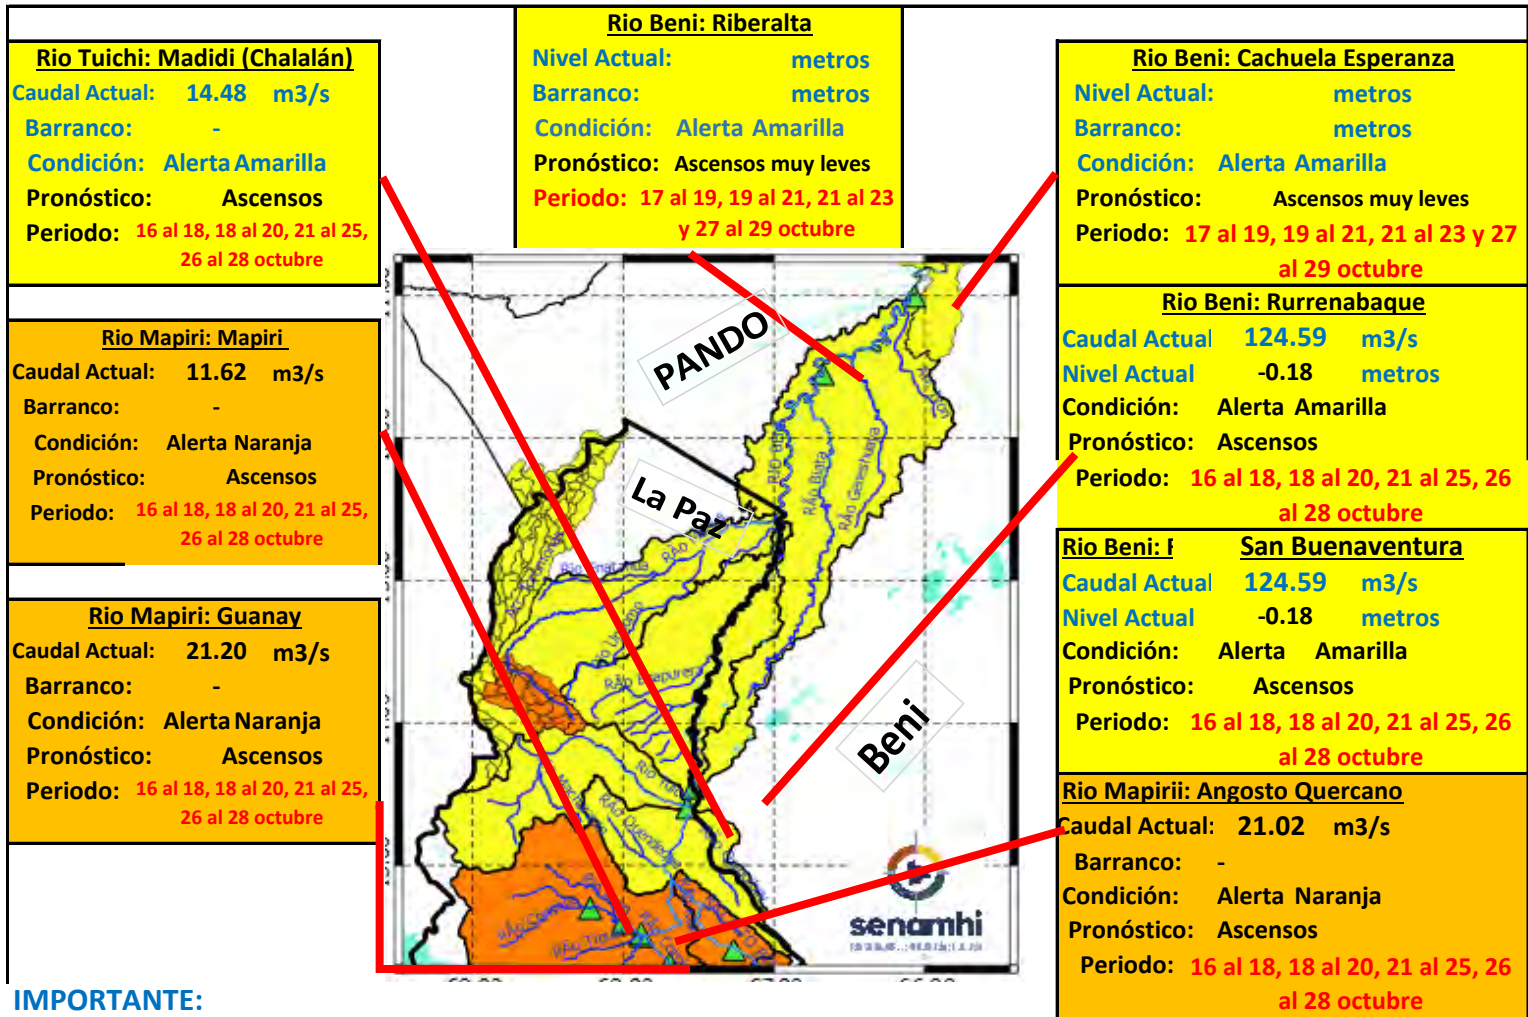 Rio Beni: Riberalta
Nivel Actual: metros
Barranco: metros
Condición: Alerta Amarilla
Pronóstico: Ascensos muy leves
Periodo: 17 al 19, 19 al 21, 21 al 23
y 27 al 29 octubre
Rio Tuichi: Madidi (Chalalán)
Caudal Actual: 14.48 m3/s
Barranco: -
Condición: Alerta Amarilla
Pronóstico: Ascensos
Periodo: 16 al 18, 18 al 20, 21 al 25,
26 al 28 octubre
Rio Mapiri: Mapiri
Caudal Actual: 11.62 m3/s
Barranco: -
Condición: Alerta Naranja
Pronóstico: Ascensos
Periodo: 16 al 18, 18 al 20, 21 al 25,
26 al 28 octubre
Rio Mapiri: Guanay
Caudal Actual: 21.20 m3/s
Barranco: -
Condición: Alerta Naranja
Pronóstico: Ascensos
Periodo: 16 al 18, 18 al 20, 21 al 25,
26 al 28 octubre
PANDO
La Paz
Beni
RÃo Biata
RÃo Geneshuaya
senamhi
Rio Beni: Cachuela Esperanza
Nivel Actual: metros
Barranco: metros
Condición: Alerta Amarilla
Pronóstico: Ascensos muy leves
Periodo: 17 al 19, 19 al 21, 21 al 23 y 27
al 29 octubre
Rio Beni: Rurrenabaque
Caudal Actual 124.59 m3/s
Nivel Actual -0.18 metros
Condición: Alerta Amarilla
Pronóstico: Ascensos
Periodo: 16 al 18, 18 al 20, 21 al 25, 26
al 28 octubre
Rio Beni: San Buenaventura
Caudal Actual 124.59 m3/s
Nivel Actual -0.18 metros
Condición: Alerta Amarilla
Pronóstico: Ascensos
Periodo: 16 al 18, 18 al 20, 21 al 25, 26
al 28 octubre
Rio Mapirii: Angosto Quercano
Caudal Actual: 21.02 m3/s
Barranco: -
Condición: Alerta Naranja
Pronóstico: Ascensos
Periodo: 16 al 18, 18 al 20, 21 al 25, 26
al 28 octubre
IMPORTANTE: